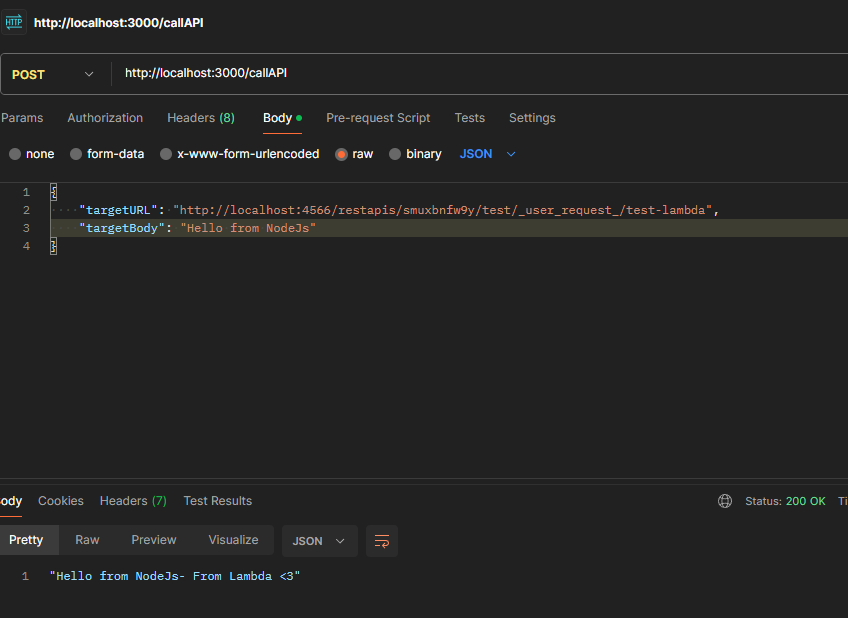 HTTP http://localhost:3000/callAPI
POST http://localhost:3000/callAPI
Params Authorization Headers (8) Body Pre-request Script Tests Settings
none form-data x-www-form-urlencoded raw binary JSON
1 {
2 "targetURL": "http://localhost:4566/restapis/smuxbnfw9y/test/_user_request_/test-lambda",
3 "targetBody": "Hello from NodeJs"
4 }
ody Cookies Headers (7) Test Results Status: 200 OK Ti
Pretty Raw Preview Visualize JSON
1 "Hello from NodeJs- From Lambda <3"